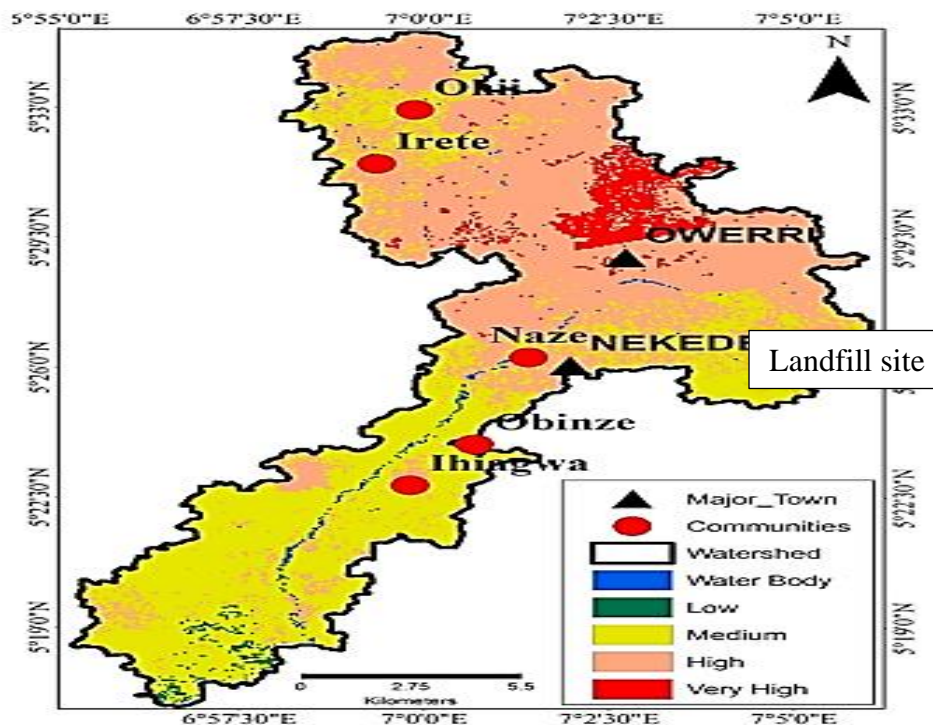 5°55'0"E 6°57'30"E 7°0'0"E 7°2'30"E 7°5'0"E
N
5°33'0"N 5°33'0"N
Ohii
Irete
5°29'30"N 5°29'30"N
OWERRI
Naze NEKEDE
5°26'0"N
Landfill site
Obinze
Ihingwa
5°22'30"N 5°22'30"N
Major_Town
Communities
Watershed
Water Body
Low
Medium
High
Very High
5°19'0"N 5°19'0"N
0 2.75 5.5
Kilometers
6°57'30"E 7°0'0"E 7°2'30"E 7°5'0"E